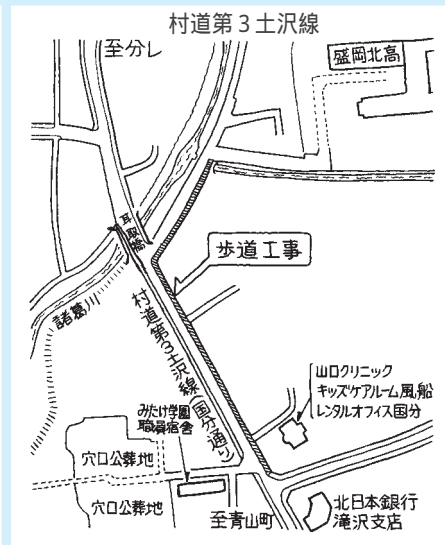 村道第3土沢線
至分レ
盛岡北高
耳取橋
歩道工事
諸葛川
村道第3土沢線(国分通り)
山口クリニック
キッズケアルーム風船
レンタルオフィス国分
みたけ学園
職員宿舎
穴口公葬地
穴口公葬地
至青山町
北日本銀行
滝沢支店